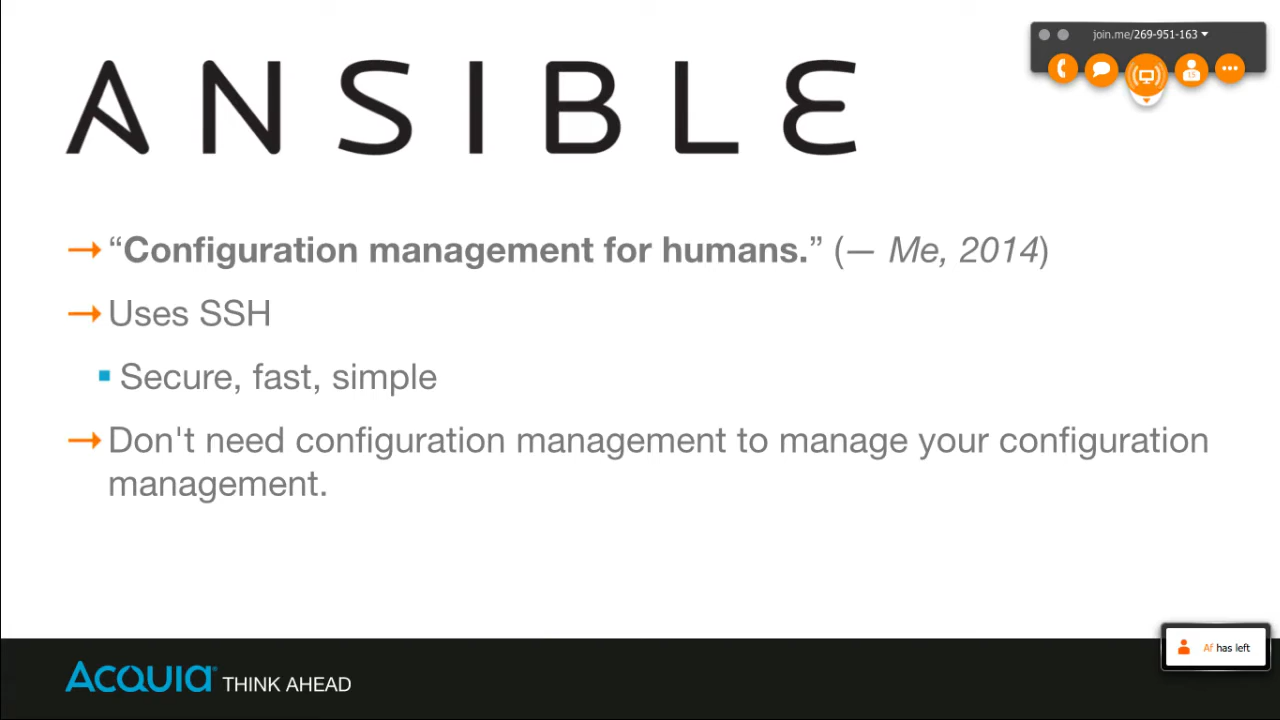 join.me/269-951-163
15
ANSIBLE
“Configuration management for humans.” (— Me, 2014)
Uses SSH
Secure, fast, simple
Don't need configuration management to manage your configuration
management.
Af has left
ACQUIA® THINK AHEAD